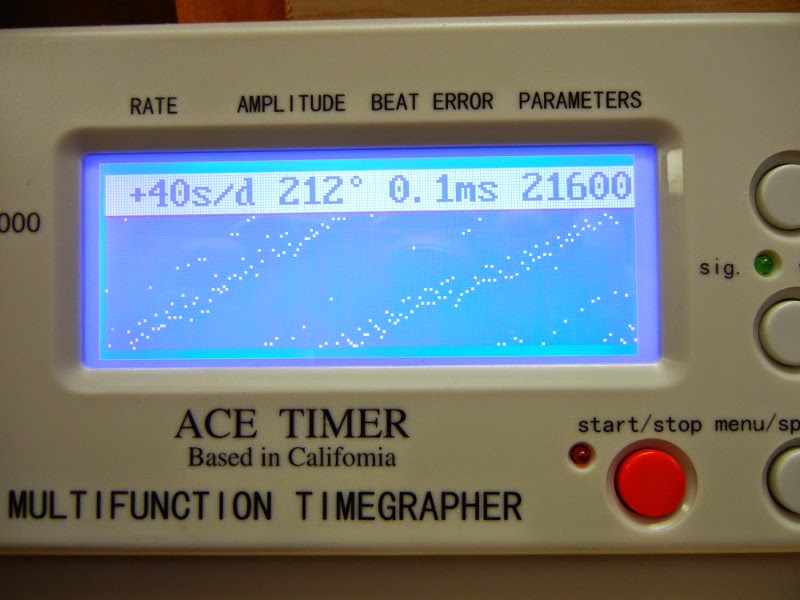 RATE AMPLITUDE BEAT ERROR PARAMETERS
+40s/d 212° 0.1ms 21600
000
sig.
ACE TIMER
Based in Califomia
start/stop menu/sp
MULTIFUNCTION TIMEGRAPHER